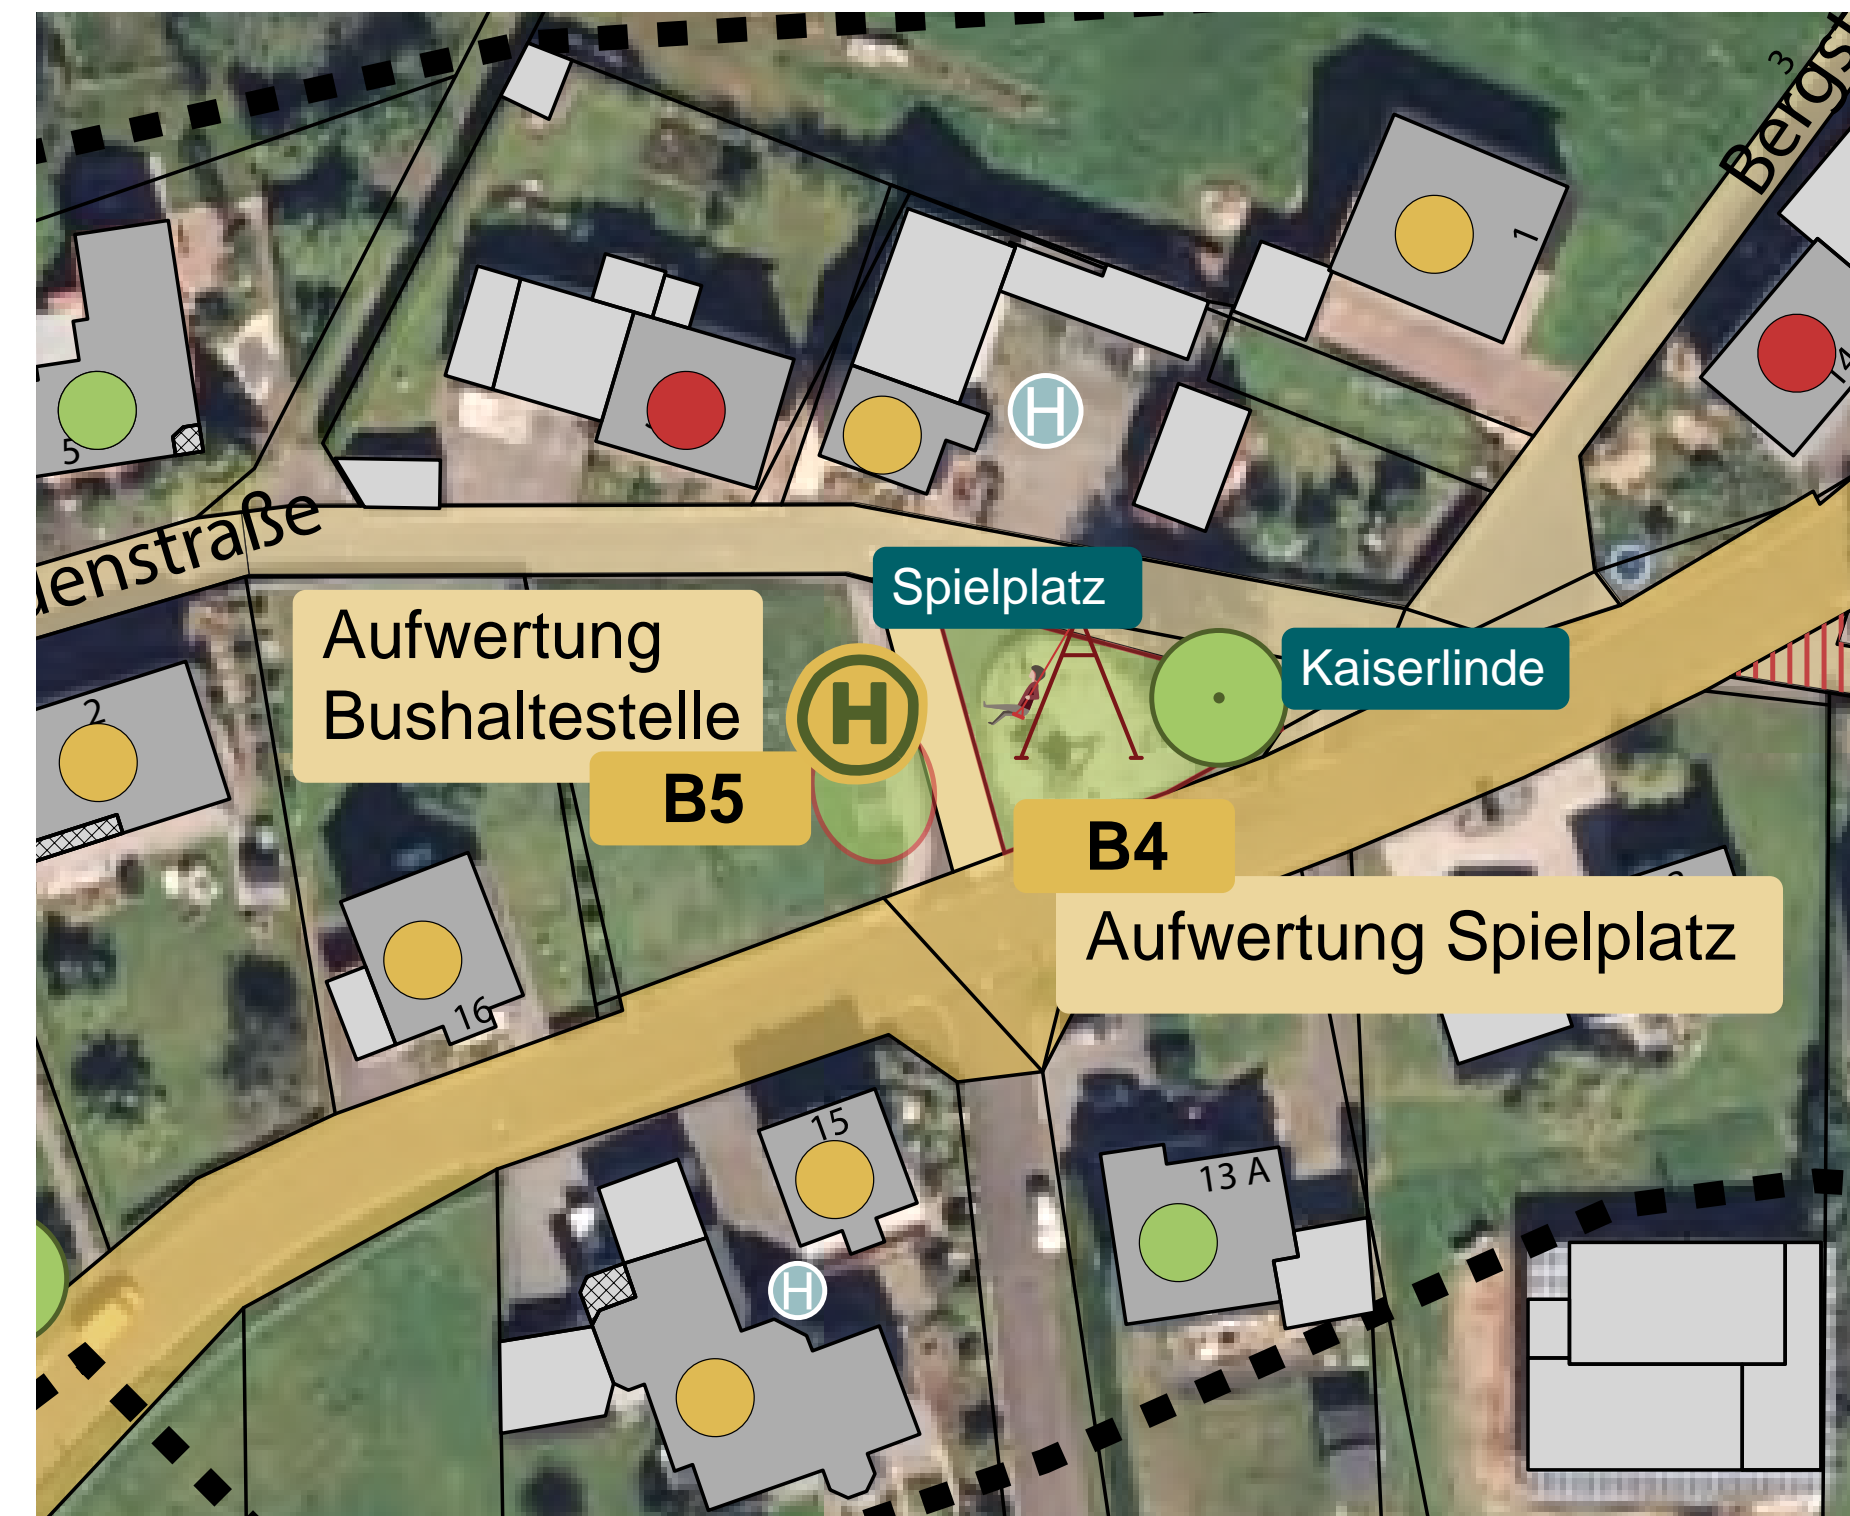 3
Bergst
1
14
5
denstraße
H
Spielplatz
Aufwertung
Bushaltestelle
Kaiserlinde
H
2
B5
B4
Aufwertung Spielplatz
16
15
13 A
H